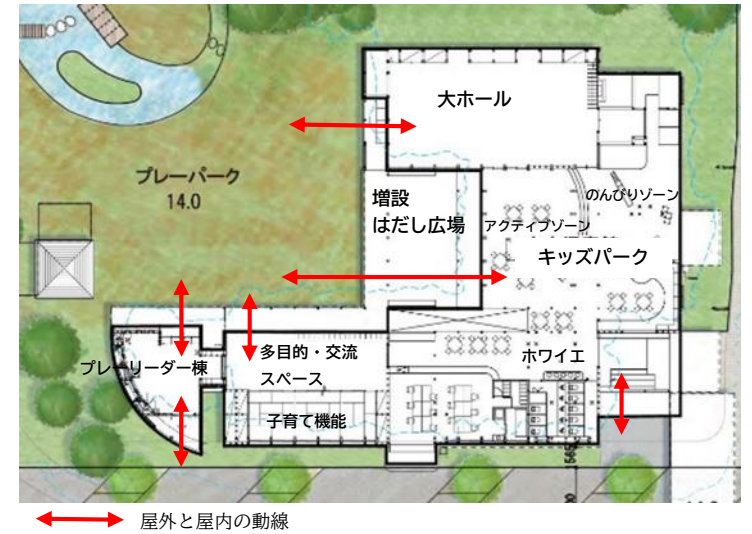 大ホール
プレーパーク
14.0
増設
はだし広場
のんびりゾーン
アクティブゾーン
キッズパーク
多目的・交流
スペース
プレーリーダー棟
ホワイエ
子育て機能
565
屋外と屋内の動線